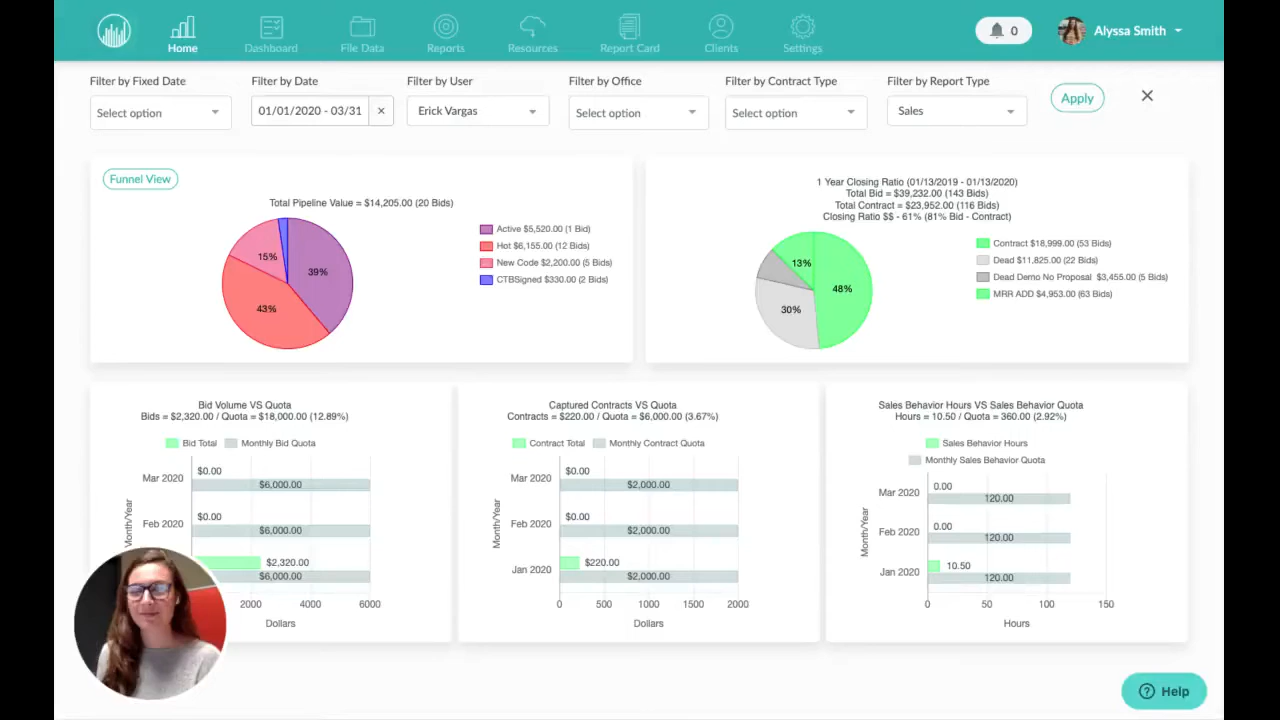 Home
Dashboard
File Data
Reports
Resources
Report Card
Clients
Settings
0
Alyssa Smith
Filter by Fixed Date
Filter by Date
Filter by User
Filter by Office
Filter by Contract Type
Filter by Report Type
Select option
01/01/2020 - 03/31
Erick Vargas
Select option
Select option
Sales
Apply
Funnel View
Total Pipeline Value = $14,205.00 (20 Bids)
Active $5,520.00 (1 Bid)
Hot $6,155.00 (12 Bids)
New Code $2,200.00 (5 Bids)
CTBSigned $330.00 (2 Bids)
15%
39%
43%
1 Year Closing Ratio (01/13/2019 - 01/13/2020)
Total Bid = $39,232.00 (143 Bids)
Total Contract = $23,952.00 (116 Bids)
Closing Ratio $$ - 61% (81% Bid - Contract)
Contract $18,999.00 (53 Bids)
Dead $11,825.00 (22 Bids)
Dead Demo No Proposal $3,455.00 (5 Bids)
MRR ADD $4,953.00 (63 Bids)
13%
48%
30%
Bid Volume VS Quota
Bids = $2,320.00 / Quota = $18,000.00 (12.89%)
Bid Total
Monthly Bid Quota
Month/Year
Mar 2020
$0.00
$6,000.00
Feb 2020
$0.00
$6,000.00
$2,320.00
$6,000.00
2000
4000
6000
Dollars
Captured Contracts VS Quota
Contracts = $220.00 / Quota = $6,000.00 (3.67%)
Contract Total
Monthly Contract Quota
Month/Year
Mar 2020
$0.00
$2,000.00
Feb 2020
$0.00
$2,000.00
Jan 2020
$220.00
$2,000.00
0
500
1000
1500
2000
Dollars
Sales Behavior Hours VS Sales Behavior Quota
Hours = 10.50 / Quota = 360.00 (2.92%)
Sales Behavior Hours
Monthly Sales Behavior Quota
Month/Year
Mar 2020
0.00
120.00
Feb 2020
0.00
120.00
Jan 2020
10.50
120.00
0
50
100
150
Hours
Help